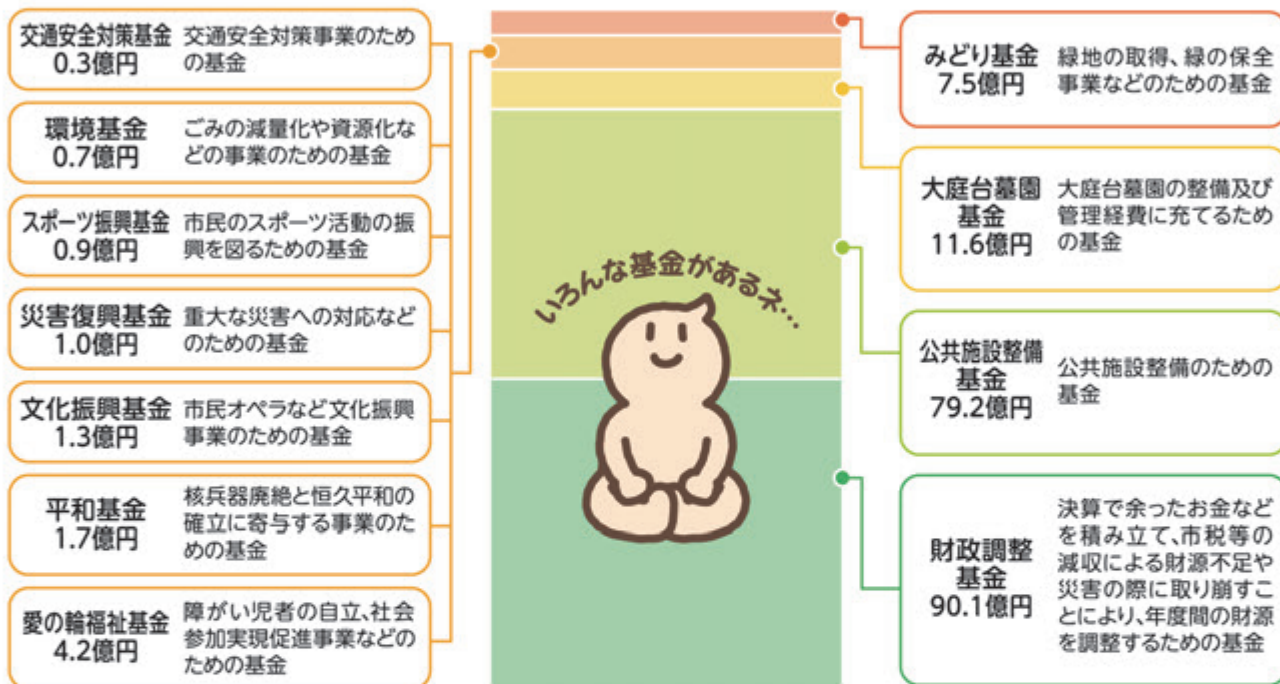 交通安全対策基金
0.3億円
交通安全対策事業のため
の基金
環境基金
0.7億円
ごみの減量化や資源化な
どの事業のための基金
スポーツ振興基金
0.9億円
市民のスポーツ活動の振
興を図るための基金
災害復興基金
1.0億円
重大な災害への対応など
のための基金
文化振興基金
1.3億円
市民オペラなど文化振興
事業のための基金
平和基金
1.7億円
核兵器廃絶と恒久平和の
確立に寄与する事業のた
めの基金
愛の輪福祉基金
4.2億円
障がい児者の自立、社会
参加実現促進事業などの
ための基金
いろんな基金があるネ…
みどり基金
7.5億円
緑地の取得、緑の保全
事業などのための基金
大庭台墓園
基金
11.6億円
大庭台墓園の整備及び
管理経費に充てるため
の基金
公共施設整備
基金
79.2億円
公共施設整備のための
基金
財政調整
基金
90.1億円
決算で余ったお金など
を積み立て、市税等の
減収による財源不足や
災害の際に取り崩すこ
とにより、年度間の財源
を調整するための基金